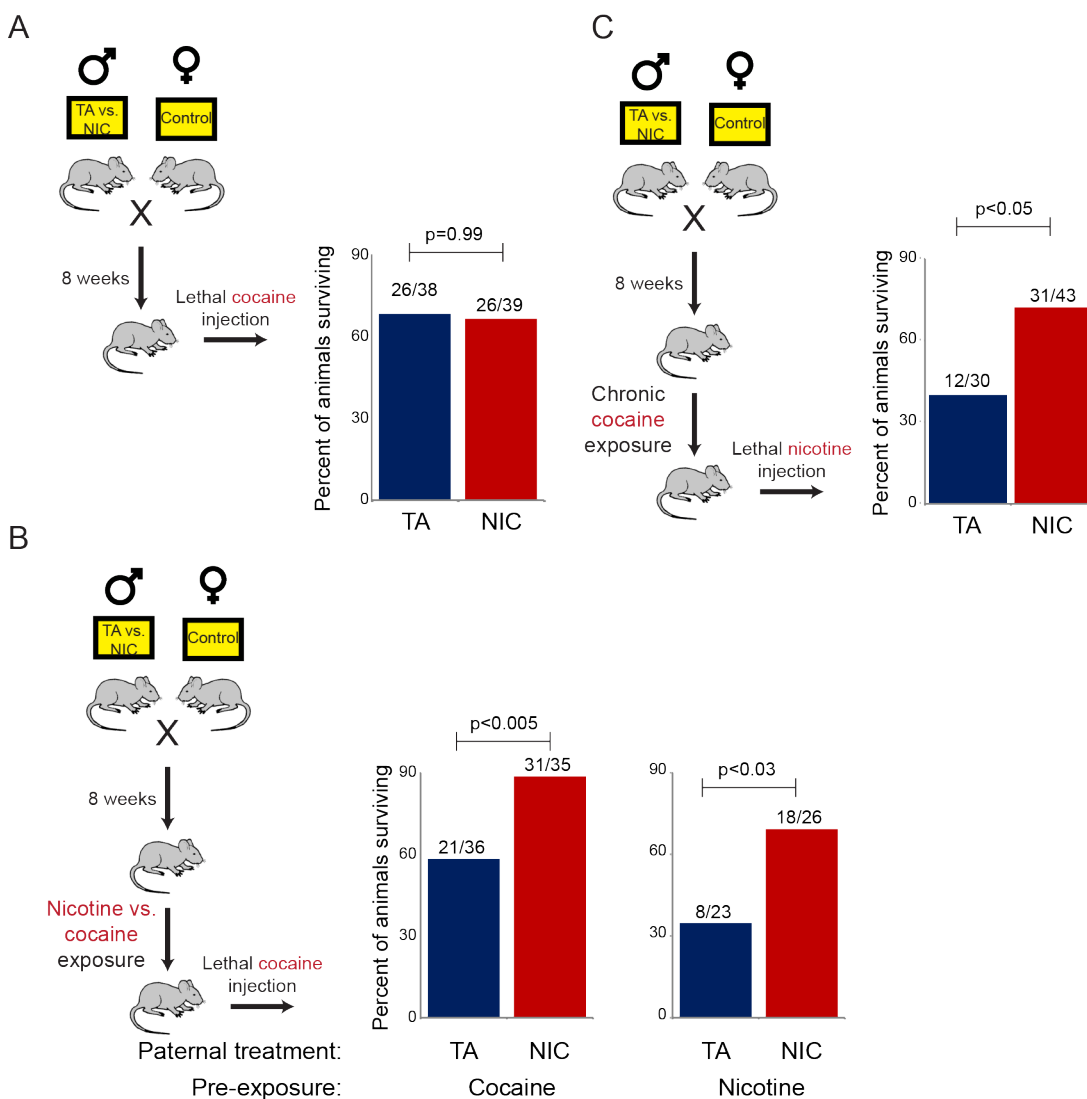 A
TA vs.
NIC
Control
X
8 weeks
Lethal cocaine
injection
Percent of animals surviving
90
60
30
0
p=0.99
26/38
26/39
TA
NIC
C
TA vs.
NIC
Control
X
8 weeks
Chronic
cocaine
exposure
Lethal nicotine
injection
Percent of animals surviving
90
60
30
0
p<0.05
12/30
31/43
TA
NIC
B
TA vs.
NIC
Control
X
8 weeks
Nicotine vs.
cocaine
exposure
Lethal cocaine
injection
Percent of animals surviving
90
60
30
0
p<0.005
21/36
31/35
90
60
30
0
p<0.03
8/23
18/26
Paternal treatment: TA NIC TA NIC
Pre-exposure: Cocaine Nicotine